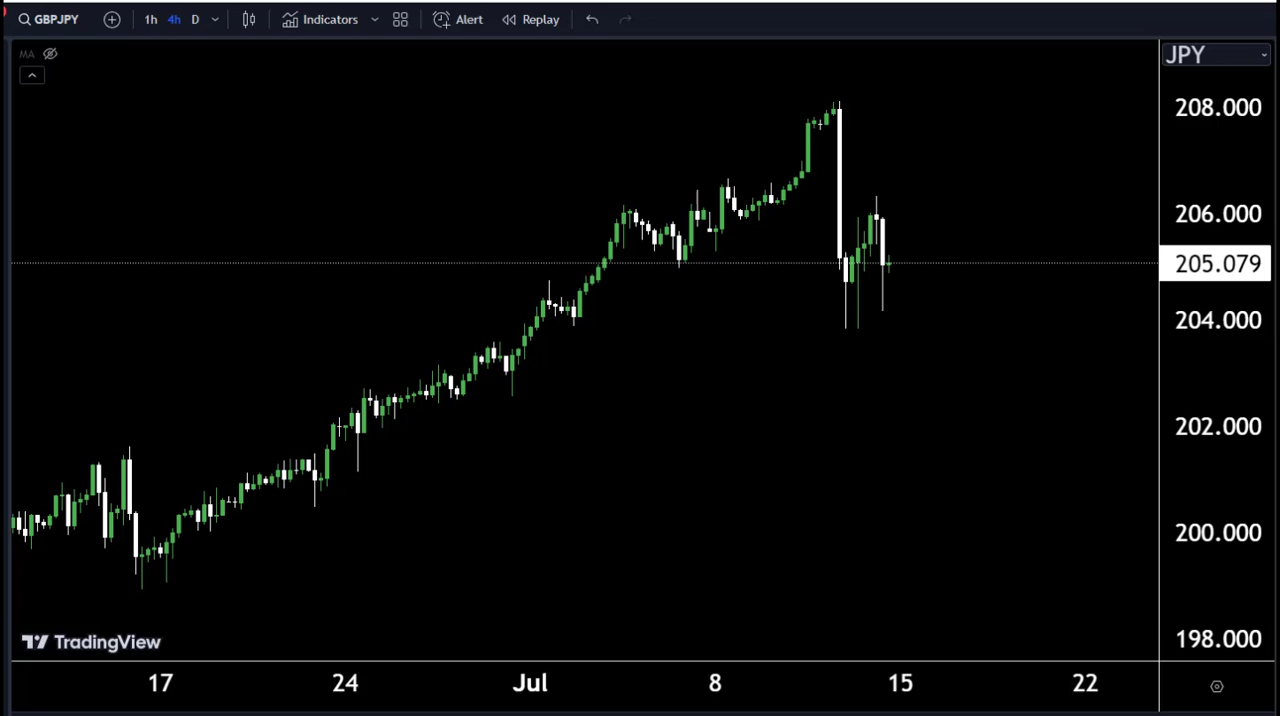 GBPJPY 1h 4h D Indicators Alert Replay
MA
JPY
208.000
206.000
205.079
204.000
202.000
200.000
198.000
TradingView
17 24 Jul 8 15 22